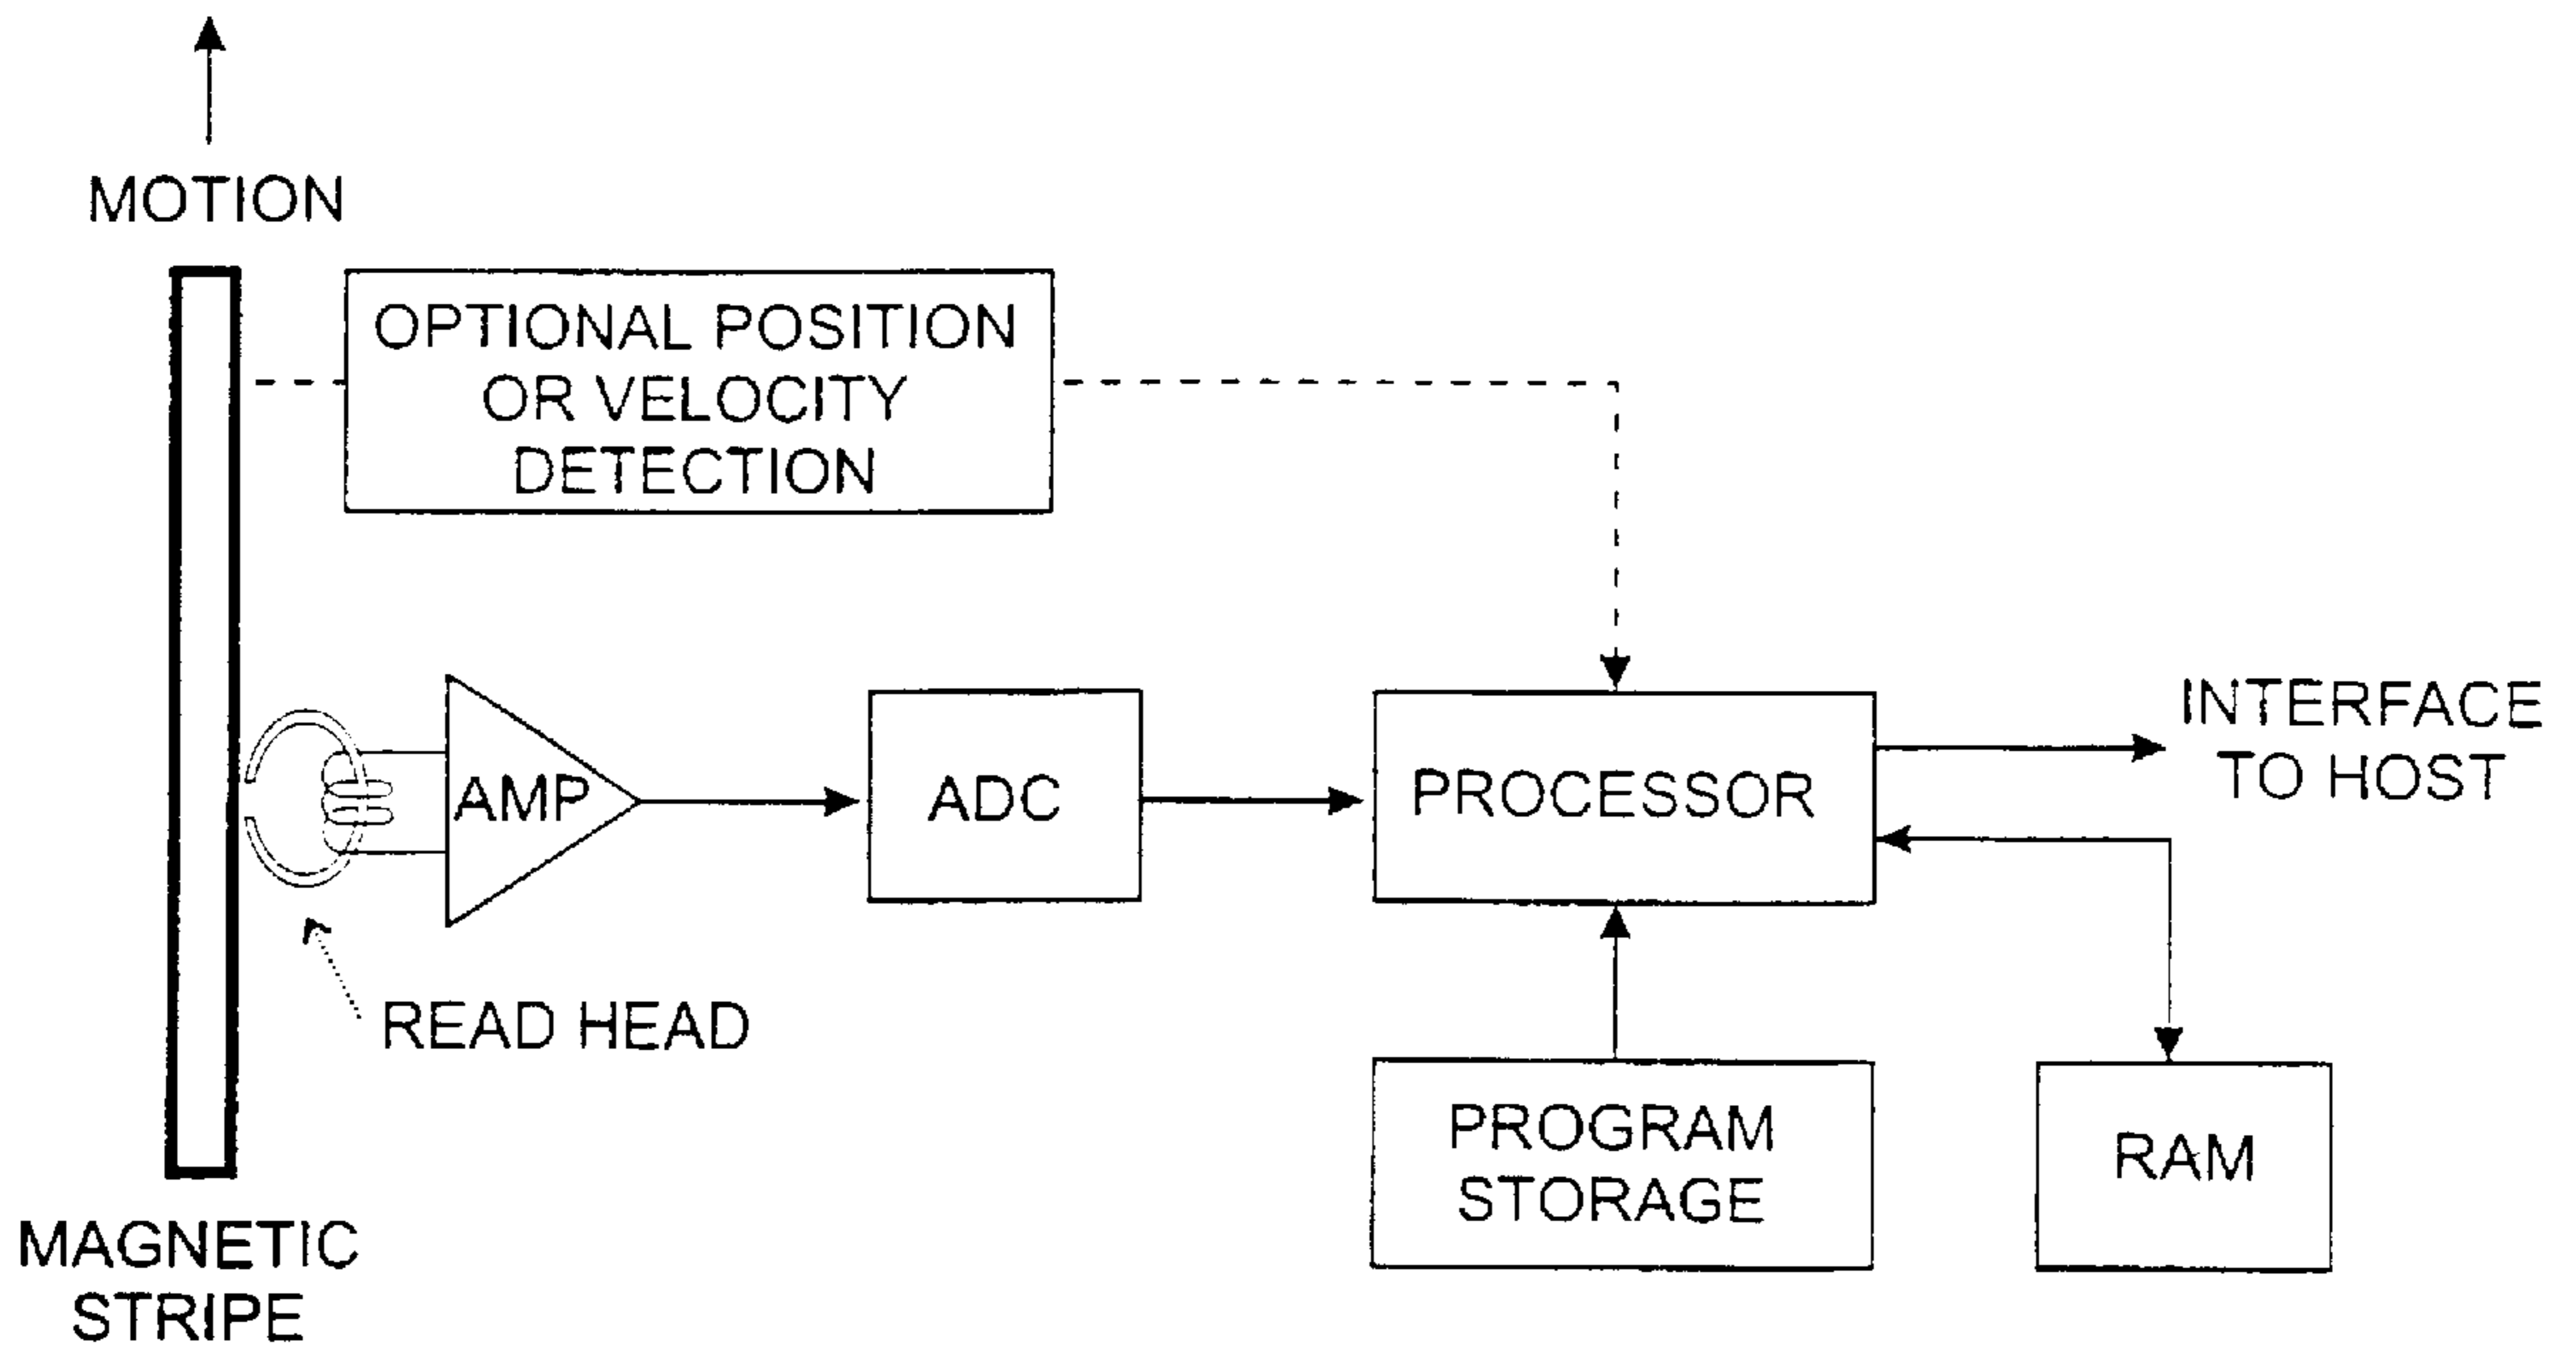 MOTION
OPTIONAL POSITION
OR VELOCITY
DETECTION
AMP
ADC
PROCESSOR
INTERFACE
TO HOST
READ HEAD
PROGRAM
STORAGE
RAM
MAGNETIC
STRIPE